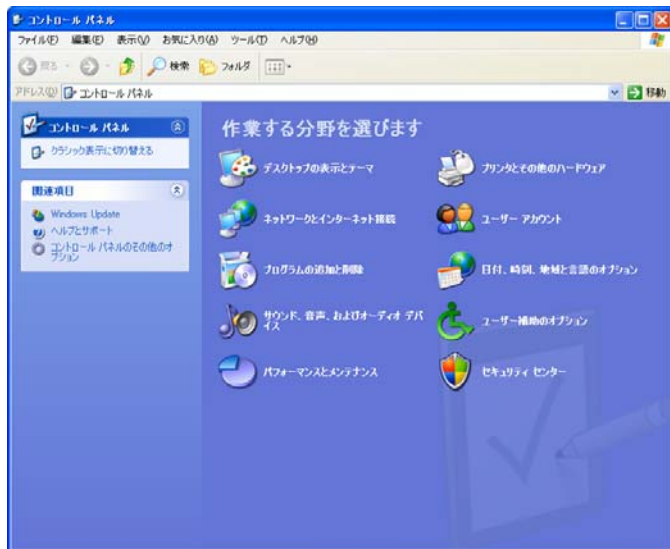 コントロール パネル
ファイル(F) 編集(E) 表示(V) お気に入り(A) ツール(T) ヘルプ(H)
戻る 検索 フォルダ
アドレス(D) コントロール パネル 移動
コントロール パネル
クラシック表示に切り替える
関連項目
Windows Update
ヘルプとサポート
コントロール パネルのその他のオ
プション
作業する分野を選びます
デスクトップの表示とテーマ
プリンタとその他のハードウェア
ネットワークとインターネット接続
ユーザー アカウント
プログラムの追加と削除
日付、時刻、地域と言語のオプション
サウンド、音声、およびオーディオ デバ
イス
ユーザー補助のオプション
パフォーマンスとメンテナンス
セキュリティ センター